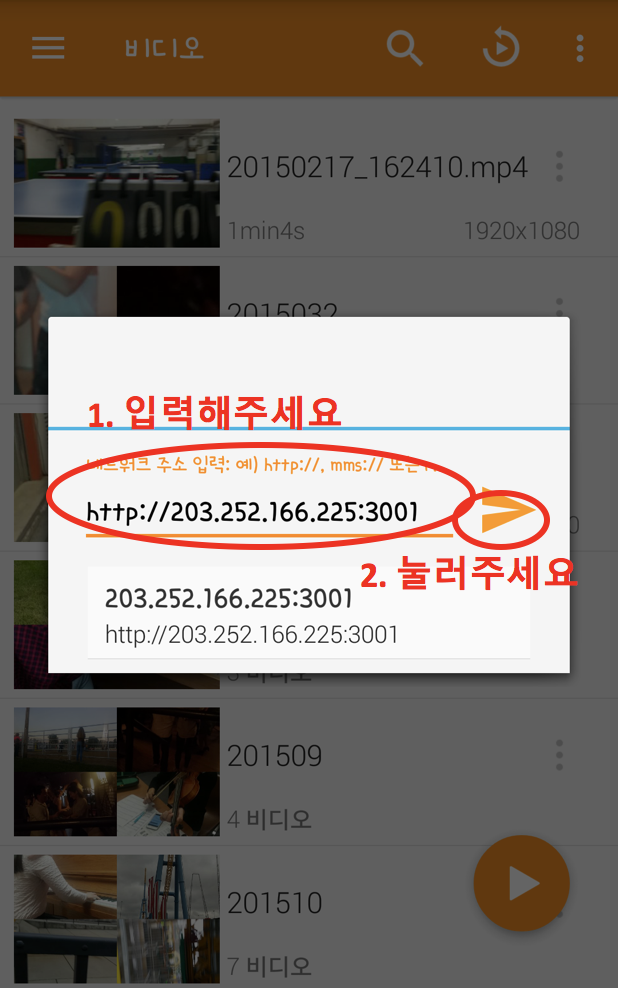 비디오
20150217_162410.mp4
1min4s 1920x1080
2015032
1. 입력해주세요
네트워크 주소 입력: 예) http://, mms:// 또는
http://203.252.166.225:3001
2. 눌러주세요
203.252.166.225:3001
http://203.252.166.225:3001
비디오
201509
4 비디오
201510
7 비디오